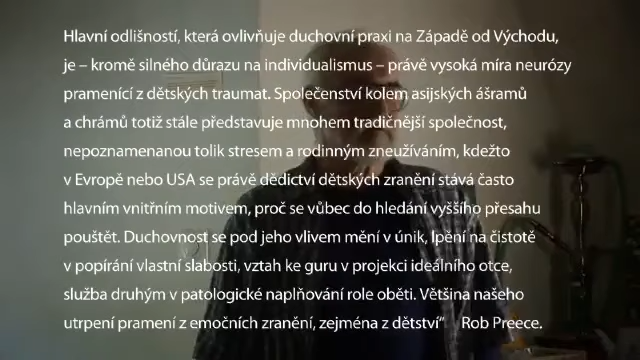 Hlavní odlišností, která ovlivňuje duchovní praxi na Západě od Východu,
je – kromě silného důrazu na individualismus – právě vysoká míra neurózy
pramenící z dětských traumat. Společenství kolem asijských ášramů
a chrámů totiž stále představuje mnohem tradičnější společnost,
nepoznamenanou tolik stresem a rodinným zneužíváním, kdežto
v Evropě nebo USA se právě dědictví dětských zranění stává často
hlavním vnitřním motivem, proč se vůbec do hledání vyššího přesahu
pouštět. Duchovnost se pod jeho vlivem mění v únik, lpění na čistotě
v popírání vlastní slabosti, vztah ke guru v projekci ideálního otce,
služba druhým v patologické naplňování role oběti. Většina našeho
utrpení pramení z emočních zranění, zejména z dětství“ Rob Preece.